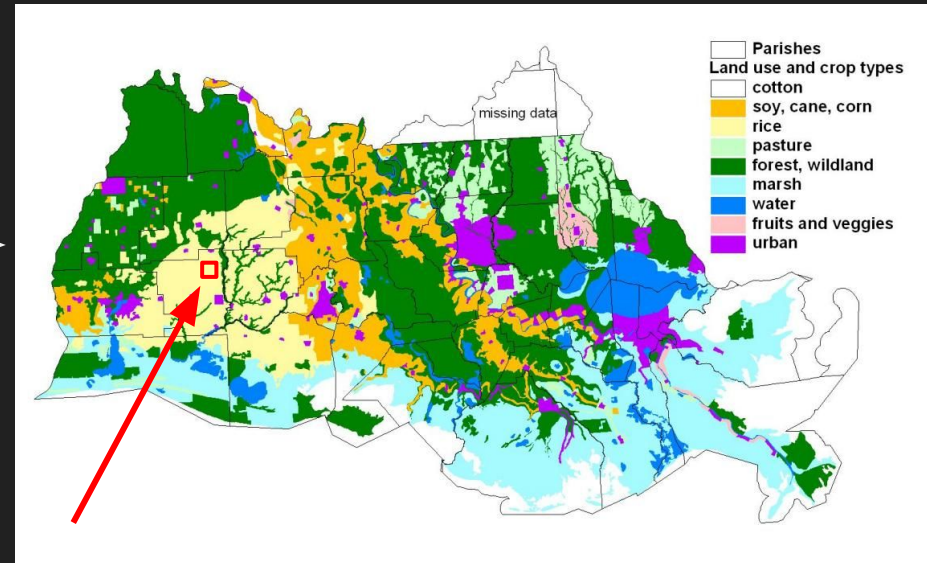 Parishes
Land use and crop types
cotton
soy, cane, corn
rice
pasture
forest, wildland
marsh
water
fruits and veggies
urban
missing data